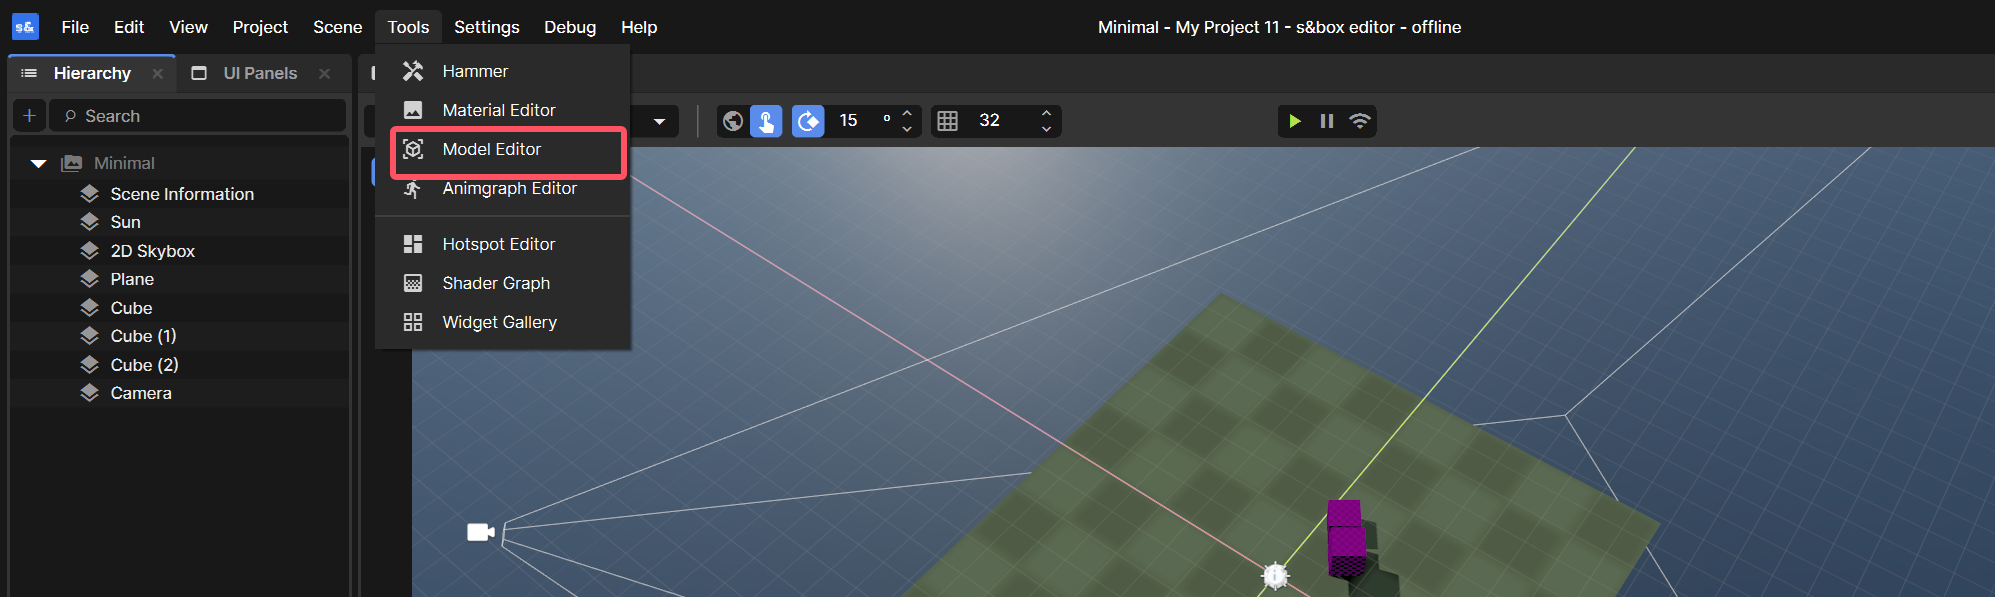 s&
File Edit View Project Scene Tools Settings Debug Help
Minimal - My Project 11 - s&box editor - offline
Hierarchy
UI Panels
Search
15 °
32
Hammer
Material Editor
Model Editor
Animgraph Editor
Hotspot Editor
Shader Graph
Widget Gallery
Minimal
Scene Information
Sun
2D Skybox
Plane
Cube
Cube (1)
Cube (2)
Camera